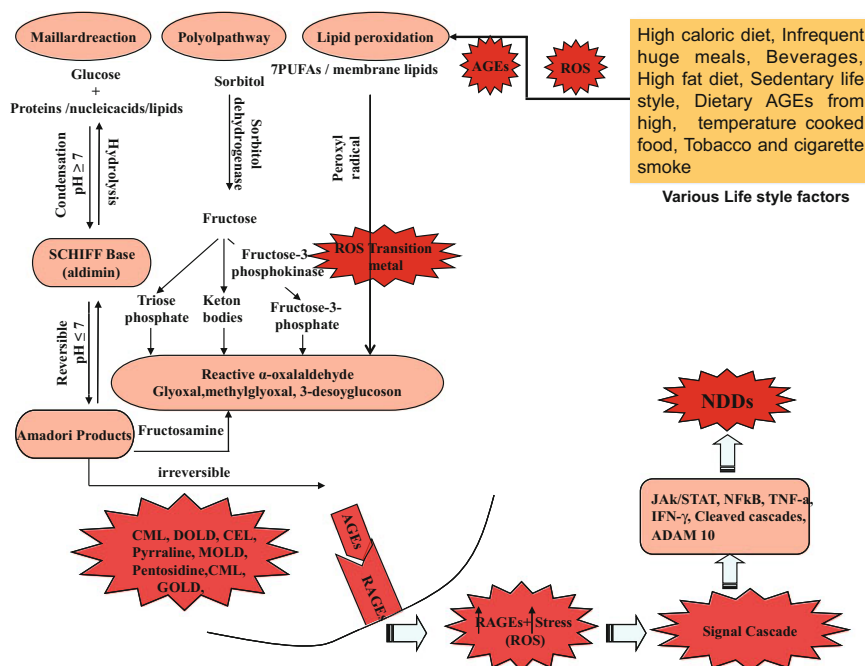 Maillardreaction
Polyolpathway
Lipid peroxidation
Glucose
+
Proteins /nucleicacids/lipids
Sorbitol
7PUFAs / membrane lipids
AGEs
ROS
High caloric diet, Infrequent
huge meals, Beverages,
High fat diet, Sedentary life
style, Dietary AGEs from
high, temperature cooked
food, Tobacco and cigarette
smoke
Various Life style factors
Condensation
pH ≥ 7
Hydrolysis
Sorbitol
dehydrogenase
Peroxyl
radical
Fructose
SCHIFF Base
(aldimin)
Fructose-3
phosphokinase
ROS Transition
metal
Triose
phosphate
Keton
bodies
Fructose-3-
phosphate
Reversible
pH ≤ 7
Reactive α-oxalaldehyde
Glyoxal,methylglyoxal, 3-desoyglucoson
Amadori Products
Fructosamine
irreversible
CML, DOLD, CEL,
Pyrraline, MOLD,
Pentosidine,CML,
GOLD,
AGEs
RAGEs
RAGEs+ Stress
(ROS)
Signal Cascade
JAk/STAT, NFkB, TNF-a,
IFN-γ, Cleaved cascades,
ADAM 10
NDDs